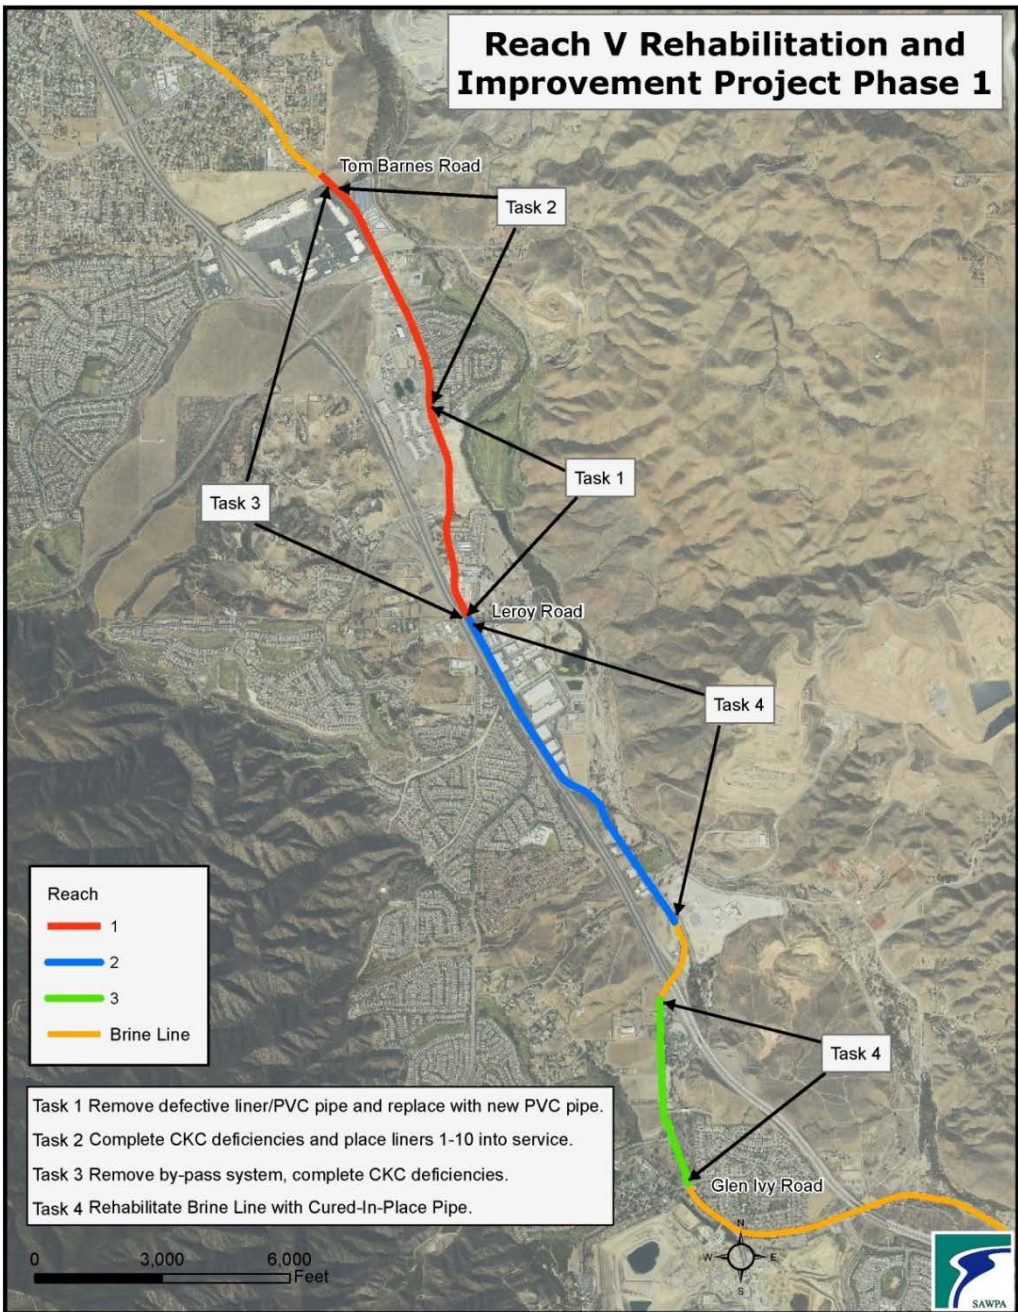 Reach V Rehabilitation and
Improvement Project Phase 1
Tom Barnes Road
Task 2
Task 1
Task 3
Leroy Road
Task 4
Reach
1
2
3
Brine Line
Task 4
Task 1 Remove defective liner/PVC pipe and replace with new PVC pipe.
Task 2 Complete CKC deficiencies and place liners 1-10 into service.
Task 3 Remove by-pass system, complete CKC deficiencies.
Task 4 Rehabilitate Brine Line with Cured-In-Place Pipe.
Glen Ivy Road
N
W E
S
0 3,000 6,000
Feet
SAWPA